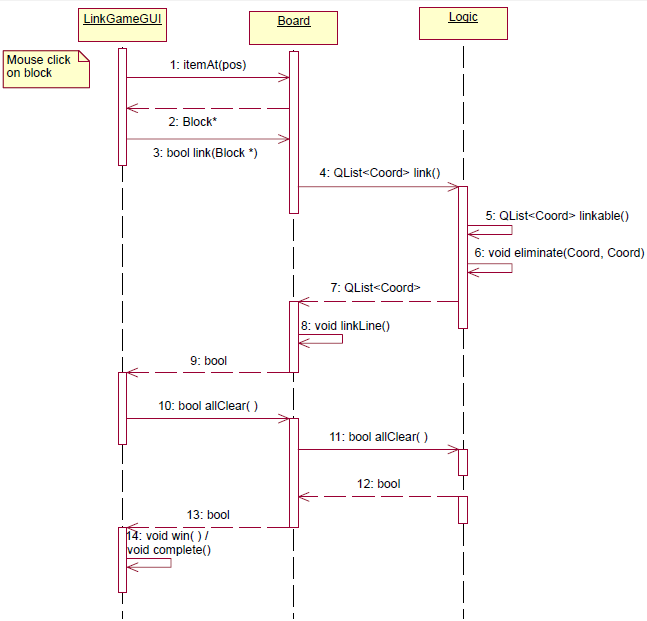 LinkGameGUI
Board
Logic
Mouse click
on block
1: itemAt(pos)
2: Block*
3: bool link(Block *)
4: QList<Coord> link()
5: QList<Coord> linkable()
6: void eliminate(Coord, Coord)
7: QList<Coord>
8: void linkLine()
9: bool
10: bool allClear( )
11: bool allClear( )
12: bool
13: bool
14: void win( ) /
void complete()